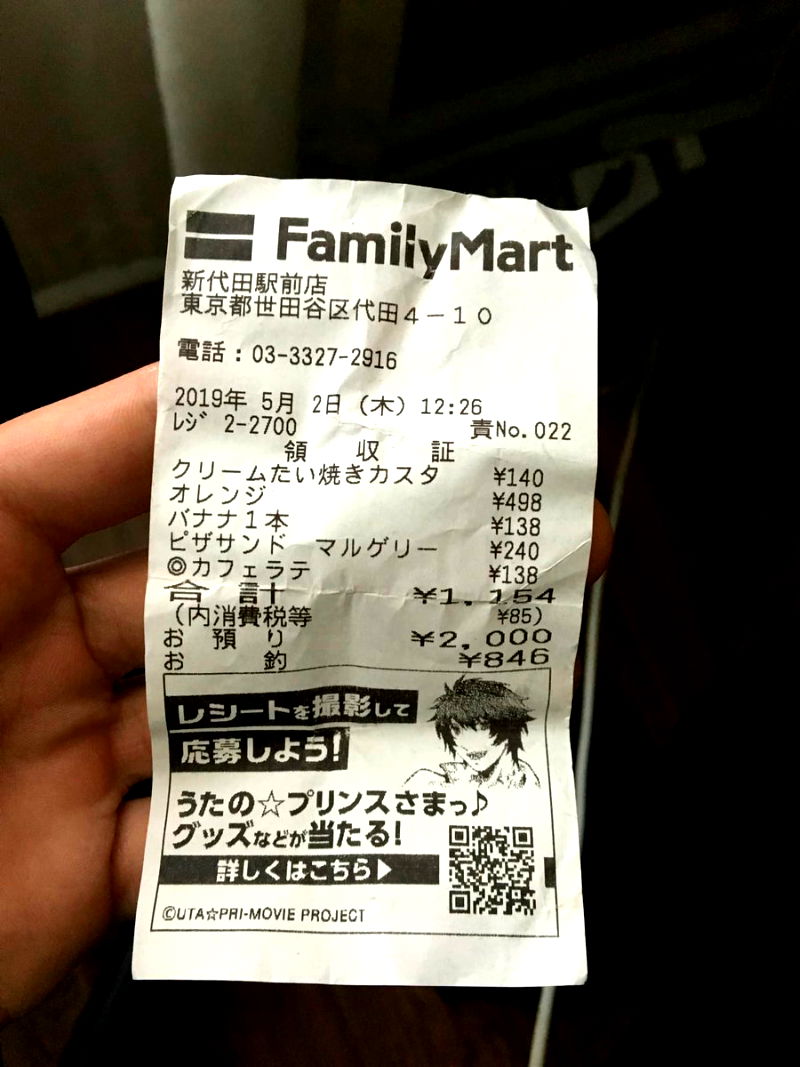 FamilyMart
新代田駅前店
東京都世田谷区代田4-10
電話:03-3327-2916
2019年 5月 2日(木)12:26
ﾚｼﾞ 2-2700 責No.022
領 収 証
クリームたい焼きカスタ ¥140
オレンジ ¥498
バナナ1本 ¥138
ピザサンド マルゲリー ¥240
◎カフェラテ ¥138
合 計 ¥1,154
(内消費税等 ¥85)
お 預 り ¥2,000
お 釣 ¥846
レシートを撮影して
応募しよう!
うたの☆プリンスさまっ♪
グッズなどが当たる!
詳しくはこちら▶
©UTA☆PRI-MOVIE PROJECT